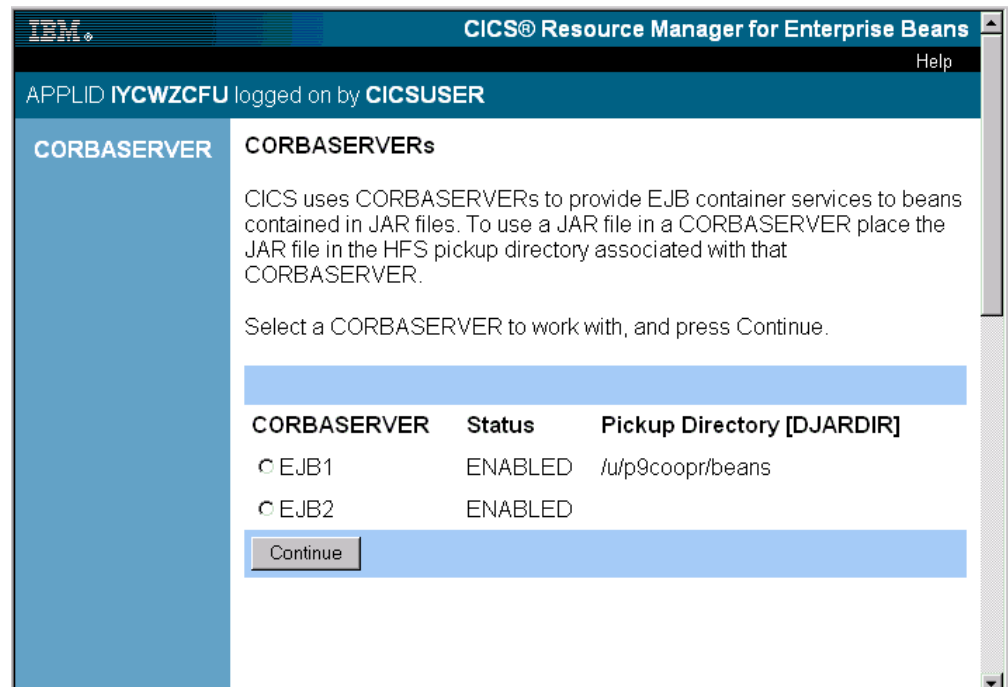 IBM®
CICS® Resource Manager for Enterprise Beans
Help
APPLID IYCWZCFU logged on by CICSUSER
CORBASERVER
CORBASERVERs
CICS uses CORBASERVERs to provide EJB container services to beans
contained in JAR files. To use a JAR file in a CORBASERVER place the
JAR file in the HFS pickup directory associated with that
CORBASERVER.
Select a CORBASERVER to work with, and press Continue.
CORBASERVER Status Pickup Directory [DJARDIR]
EJB1 ENABLED /u/p9coopr/beans
EJB2 ENABLED
Continue